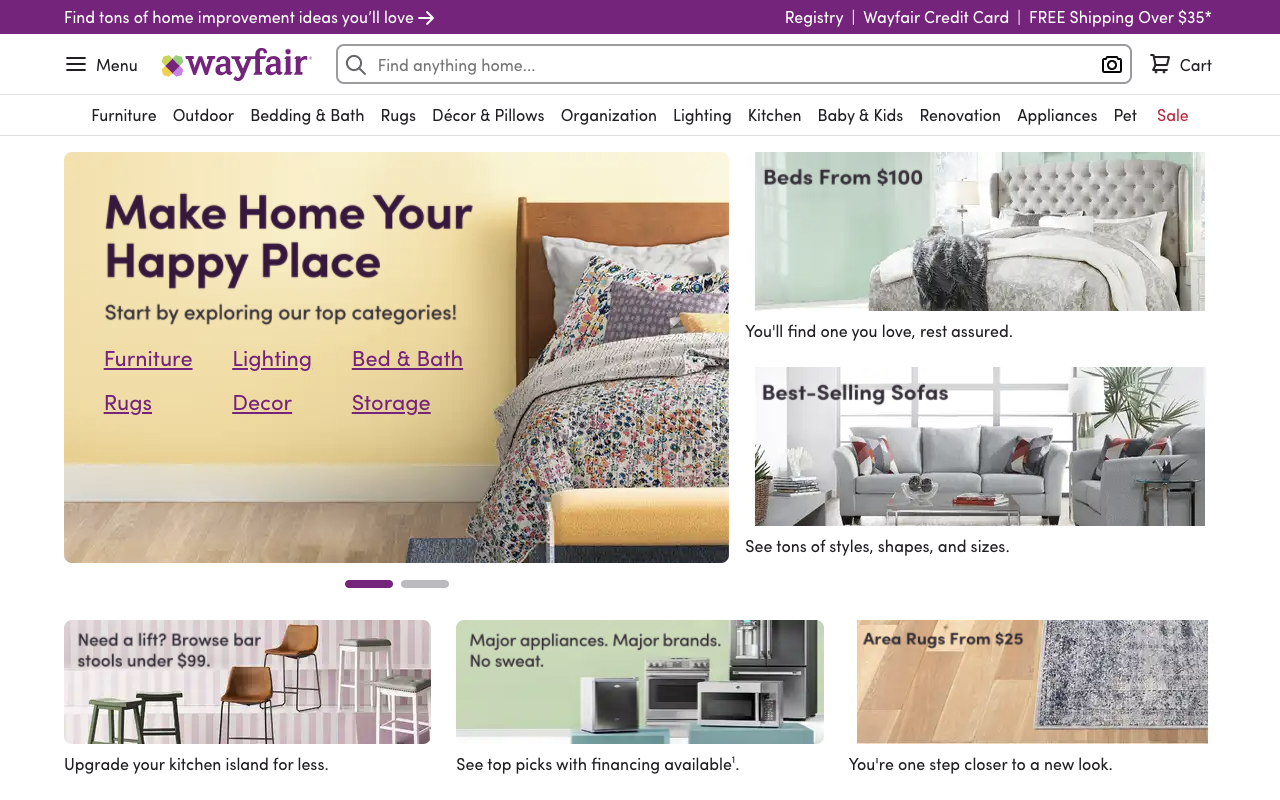 Find tons of home improvement ideas you'll love →
Registry | Wayfair Credit Card | FREE Shipping Over $35*
Menu
wayfair
Find anything home...
Cart
Furniture Outdoor Bedding & Bath Rugs Décor & Pillows Organization Lighting Kitchen Baby & Kids Renovation Appliances Pet Sale
Make Home Your
Happy Place
Start by exploring our top categories!
Furniture Lighting Bed & Bath
Rugs Decor Storage
Beds From $100
You'll find one you love, rest assured.
Best-Selling Sofas
See tons of styles, shapes, and sizes.
Need a lift? Browse bar
stools under $99.
Upgrade your kitchen island for less.
Major appliances. Major brands.
No sweat.
See top picks with financing available¹.
Area Rugs From $25
You're one step closer to a new look.